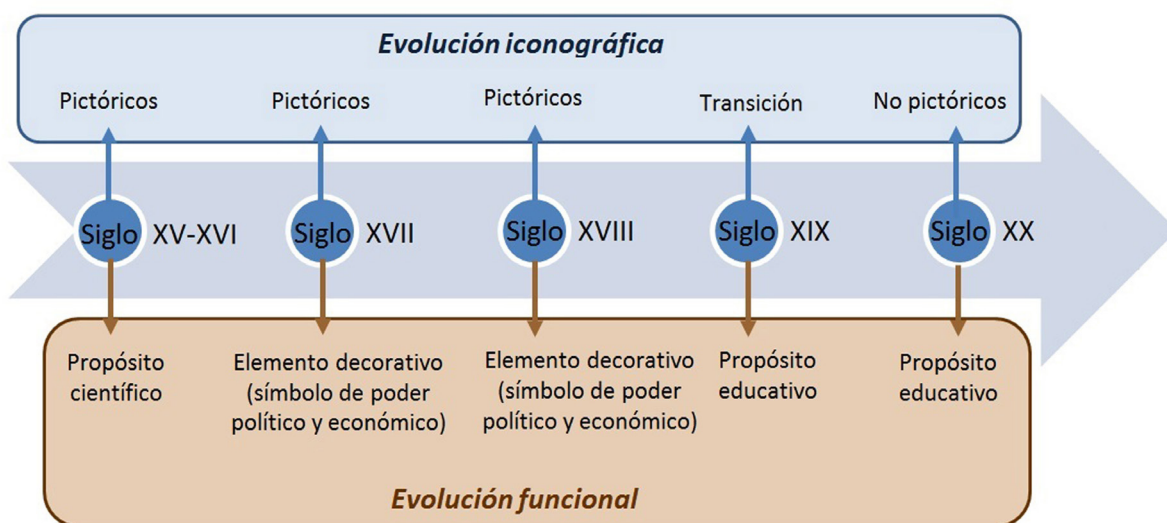 Evolución iconográfica
Pictóricos
Pictóricos
Pictóricos
Transición
No pictóricos
Siglo XV-XVI
Siglo XVII
Siglo XVIII
Siglo XIX
Siglo XX
Propósito
científico
Elemento decorativo
(símbolo de poder
político y económico)
Elemento decorativo
(símbolo de poder
político y económico)
Propósito
educativo
Propósito
educativo
Evolución funcional